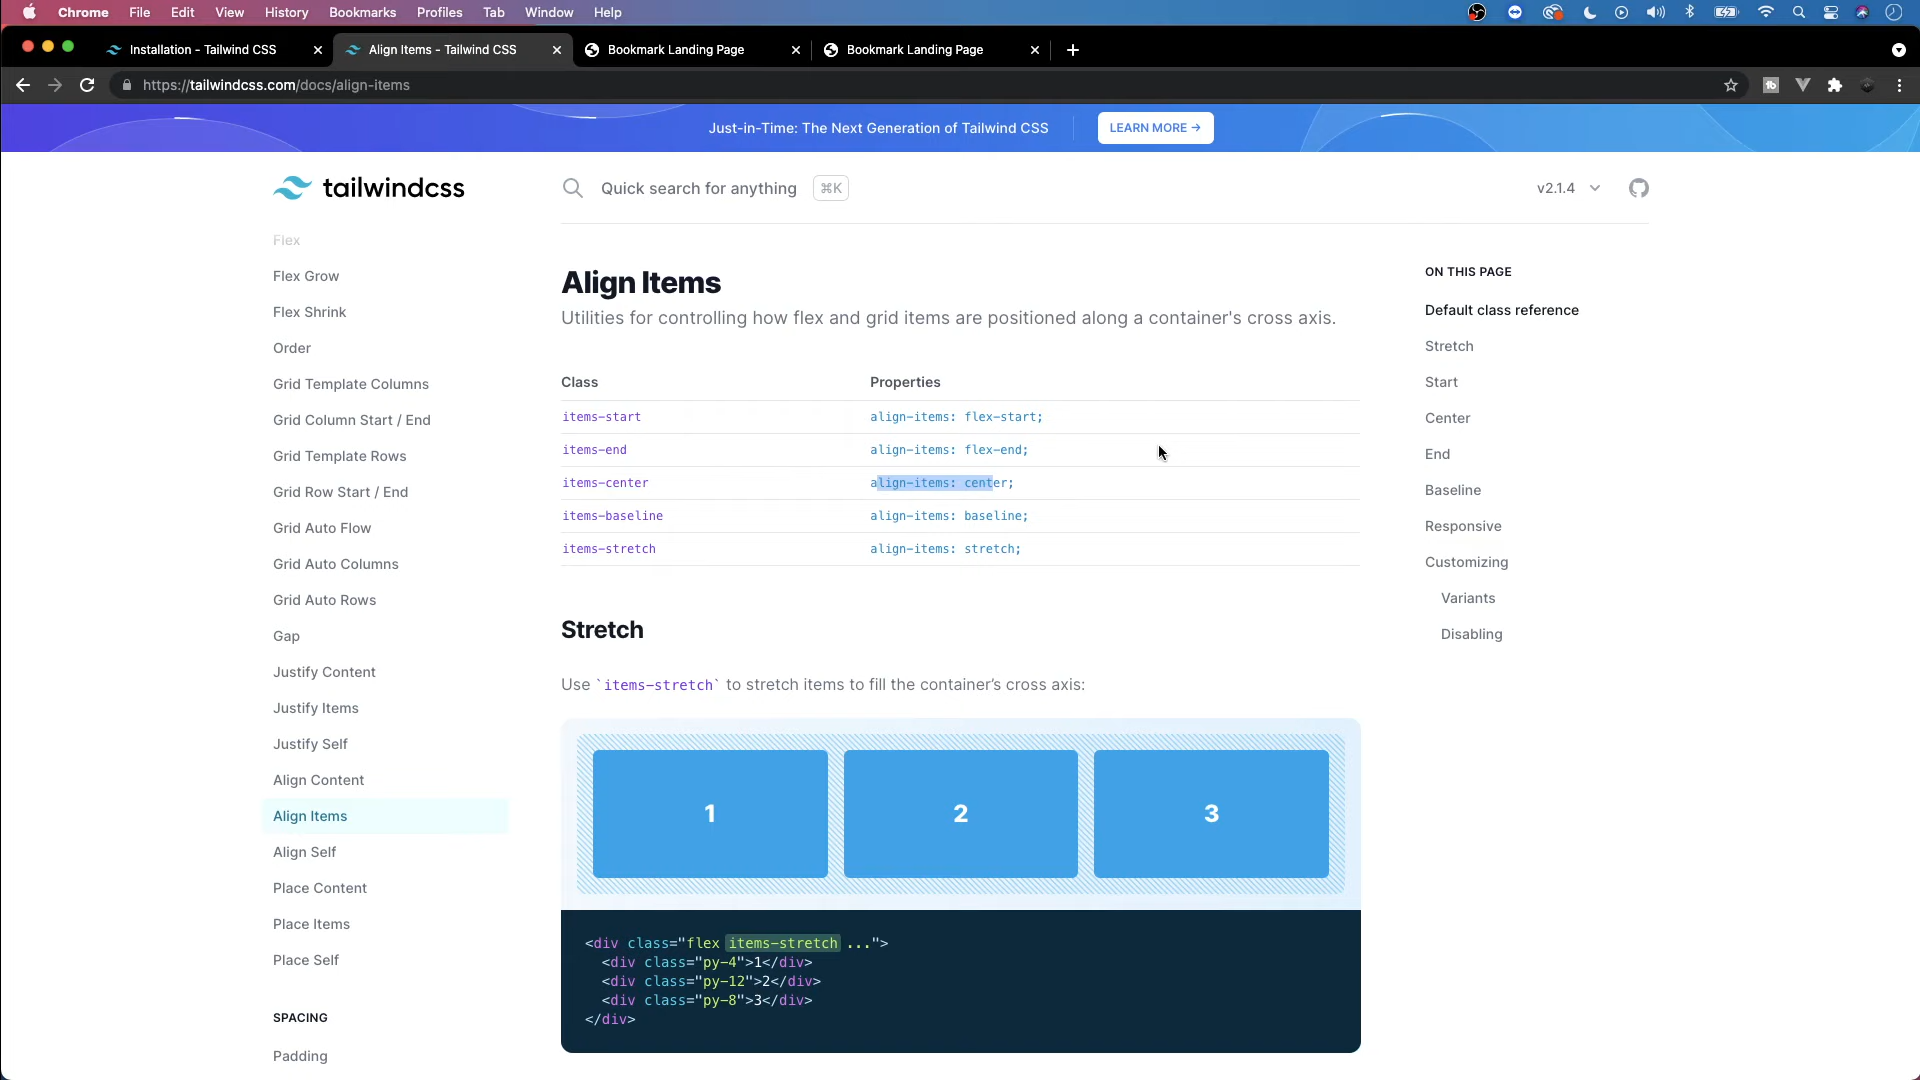 Chrome File Edit View History Bookmarks Profiles Tab Window Help
Installation - Tailwind CSS
Align Items - Tailwind CSS
Bookmark Landing Page
Bookmark Landing Page
https://tailwindcss.com/docs/align-items
Just-in-Time: The Next Generation of Tailwind CSS
LEARN MORE →
tailwindcss
Quick search for anything
⌘K
v2.1.4
Flex
Flex Grow
Flex Shrink
Order
Grid Template Columns
Grid Column Start / End
Grid Template Rows
Grid Row Start / End
Grid Auto Flow
Grid Auto Columns
Grid Auto Rows
Gap
Justify Content
Justify Items
Justify Self
Align Content
Align Items
Align Self
Place Content
Place Items
Place Self
SPACING
Padding
Align Items
Utilities for controlling how flex and grid items are positioned along a container's cross axis.
Class Properties
items-start align-items: flex-start;
items-end align-items: flex-end;
items-center align-items: center;
items-baseline align-items: baseline;
items-stretch align-items: stretch;
Stretch
Use `items-stretch` to stretch items to fill the container’s cross axis:
1 2 3
<div class="flex items-stretch ...">
<div class="py-4">1</div>
<div class="py-12">2</div>
<div class="py-8">3</div>
</div>
ON THIS PAGE
Default class reference
Stretch
Start
Center
End
Baseline
Responsive
Customizing
Variants
Disabling